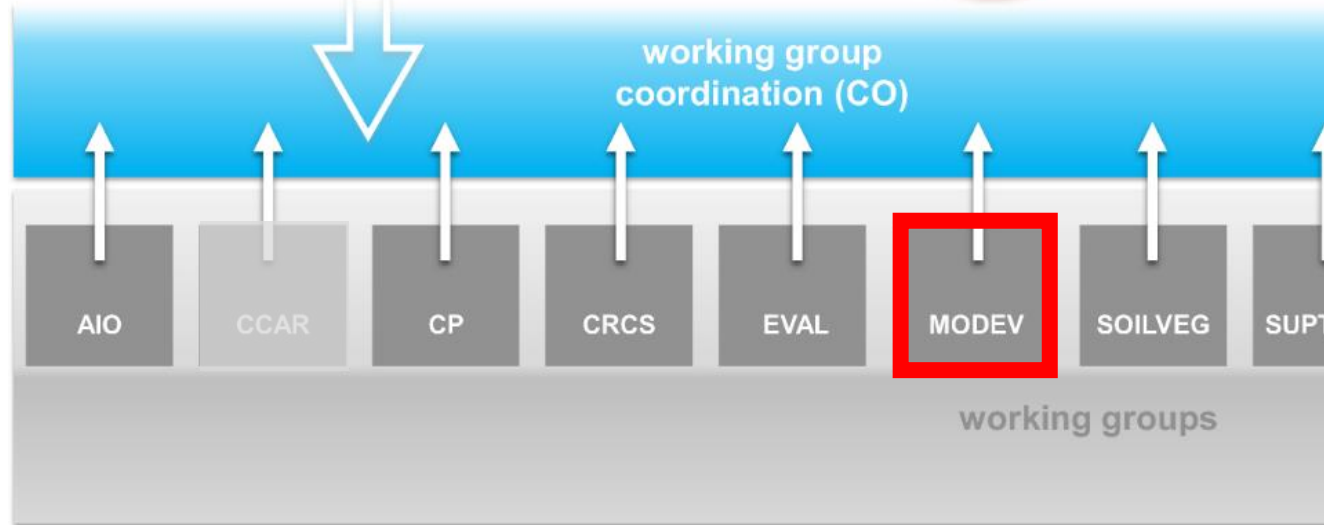 working group
coordination (CO)
AIO
CCAR
CP
CRCS
EVAL
MODEV
SOILVEG
working groups